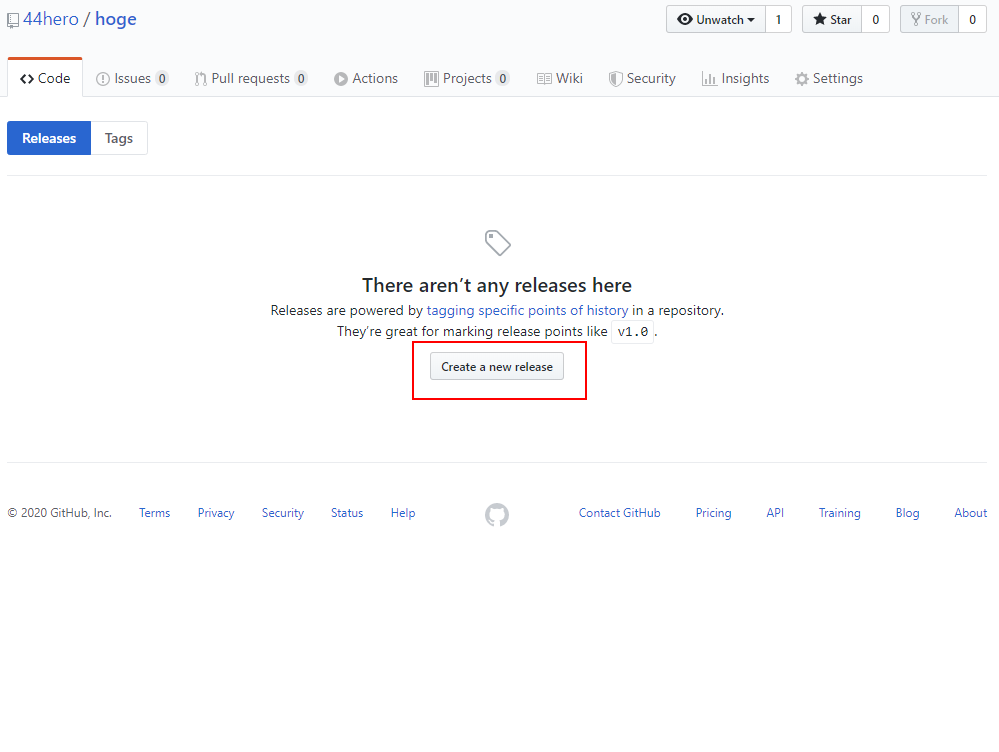 44hero / hoge
Unwatch 1 Star 0 Fork 0
Code Issues 0 Pull requests 0 Actions Projects 0 Wiki Security Insights Settings
Releases Tags
There aren’t any releases here
Releases are powered by tagging specific points of history in a repository.
They’re great for marking release points like v1.0.
Create a new release
© 2020 GitHub, Inc. Terms Privacy Security Status Help Contact GitHub Pricing API Training Blog About